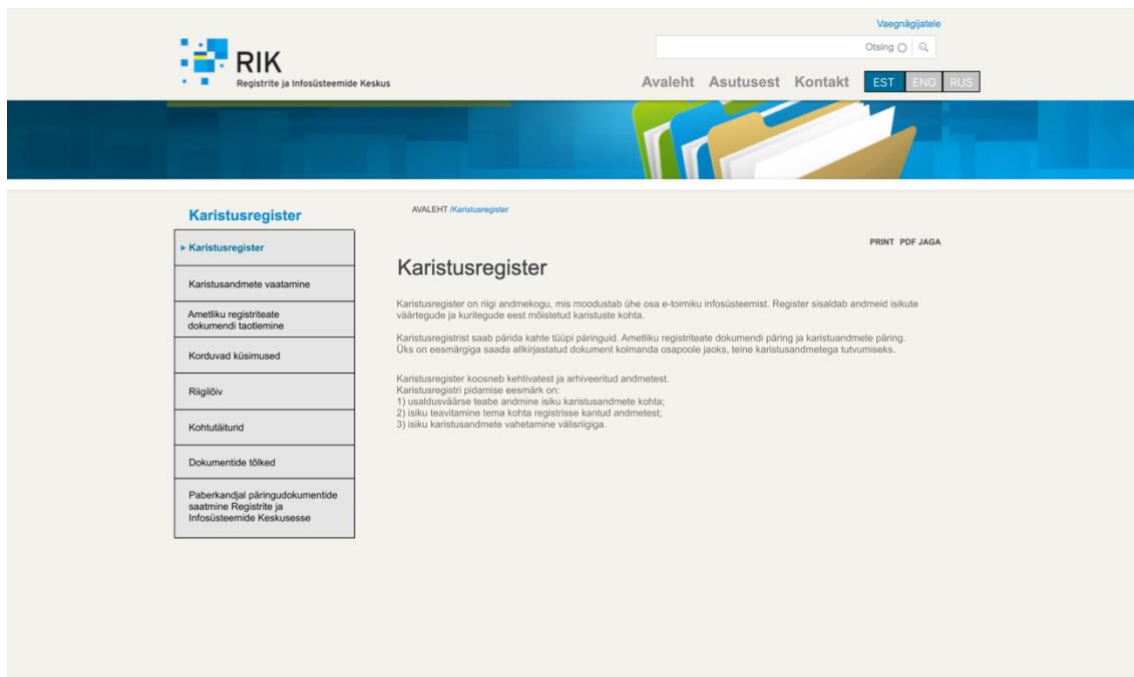 Vaegnägijatele
Otsing
RIK
Registrite ja Infosüsteemide Keskus
Avaleht Asutusest Kontakt EST ENG RUS
Karistusregister
Karistusregister
Karistusandmete vaatamine
Ametliku registriteate
dokumendi taotlemine
Korduvad küsimused
Riigilõiv
Kohtutäiturid
Dokumentide tõlked
Paberkandjal päringudokumentide
saatmine Registrite ja
Infosüsteemide Keskusesse
AVALEHT /Karistusregister
PRINT PDF JAGA
Karistusregister
Karistusregister on riigi andmekogu, mis moodustab ühe osa e-toimiku infosüsteemist. Register sisaldab andmeid isikute
väärtegude ja kuritegude eest mõistetud karistuste kohta.
Karistusregistrist saab pärida kahte tüüpi päringuid. Ametliku registriteate dokumendi päring ja karistuandmete päring.
Üks on eesmärgiga saada allkirjastatud dokument kolmanda osapoole jaoks, teine karistusandmetega tutvumiseks.
Karistusregister koosneb kehtivatest ja arhiveeritud andmetest.
Karistusregistri pidamise eesmärk on:
1) usaldusväärse teabe andmine isiku karistusandmete kohta;
2) isiku teavitamine tema kohta registrisse kantud andmetest;
3) isiku karistusandmete vahetamine välisriigiga.